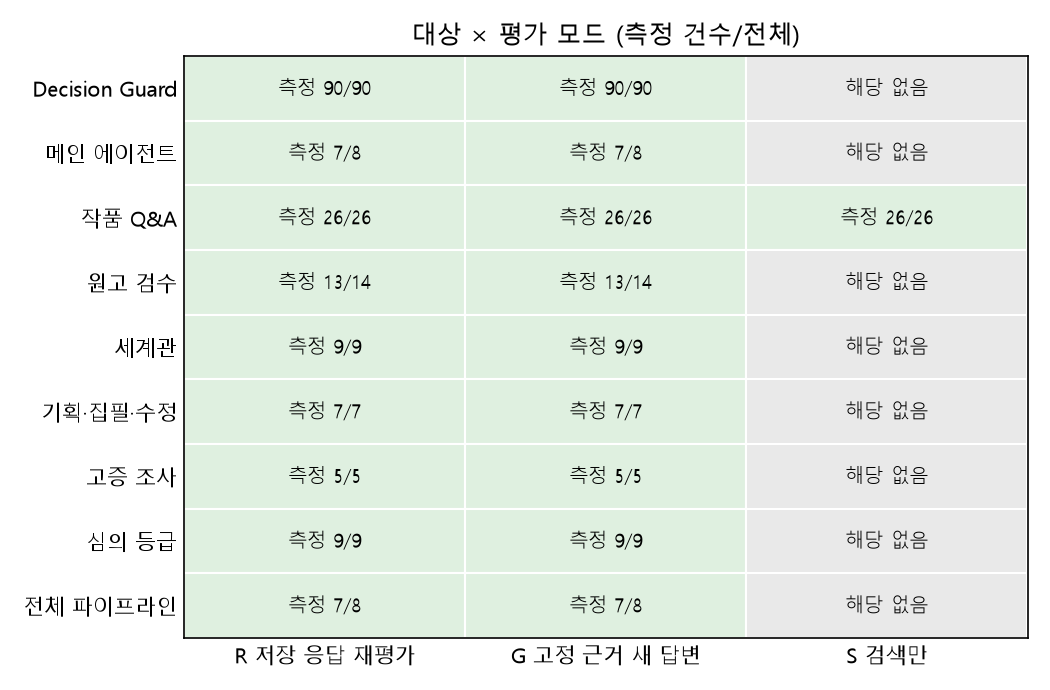 대상 × 평가 모드 (측정 건수/전체)
Decision Guard 측정 90/90 측정 90/90 해당 없음
메인 에이전트 측정 7/8 측정 7/8 해당 없음
작품 Q&A 측정 26/26 측정 26/26 측정 26/26
원고 검수 측정 13/14 측정 13/14 해당 없음
세계관 측정 9/9 측정 9/9 해당 없음
기획·집필·수정 측정 7/7 측정 7/7 해당 없음
고증 조사 측정 5/5 측정 5/5 해당 없음
심의 등급 측정 9/9 측정 9/9 해당 없음
전체 파이프라인 측정 7/8 측정 7/8 해당 없음
R 저장 응답 재평가 G 고정 근거 새 답변 S 검색만